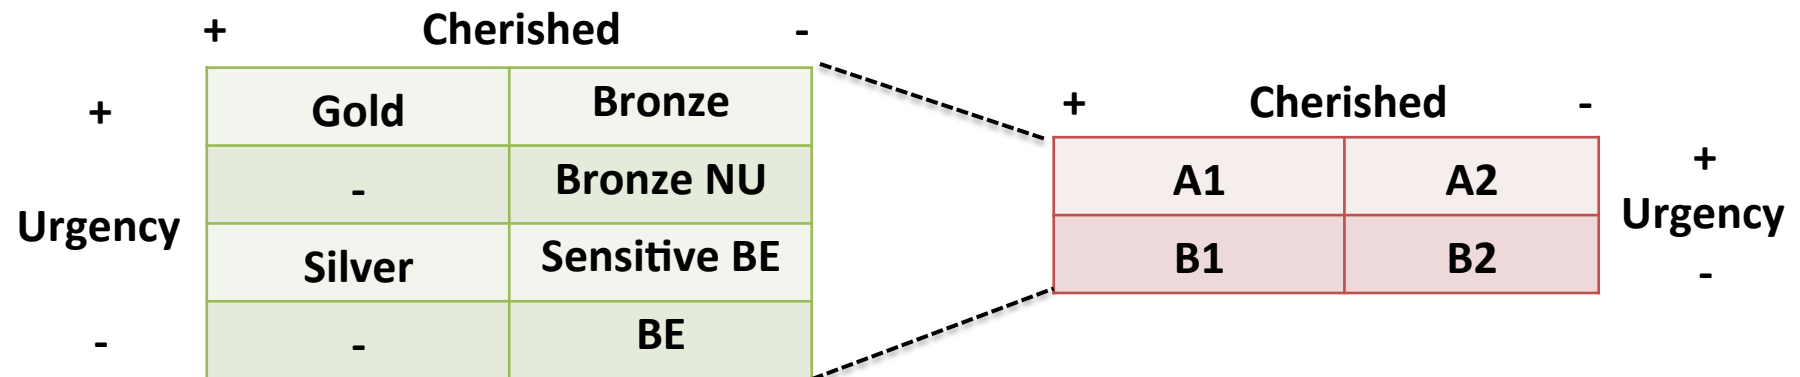 + Cherished -
+
Urgency
-
Gold Bronze
- Bronze NU
Silver Sensitive BE
- BE
+ Cherished -
A1 A2
B1 B2
+
Urgency
-